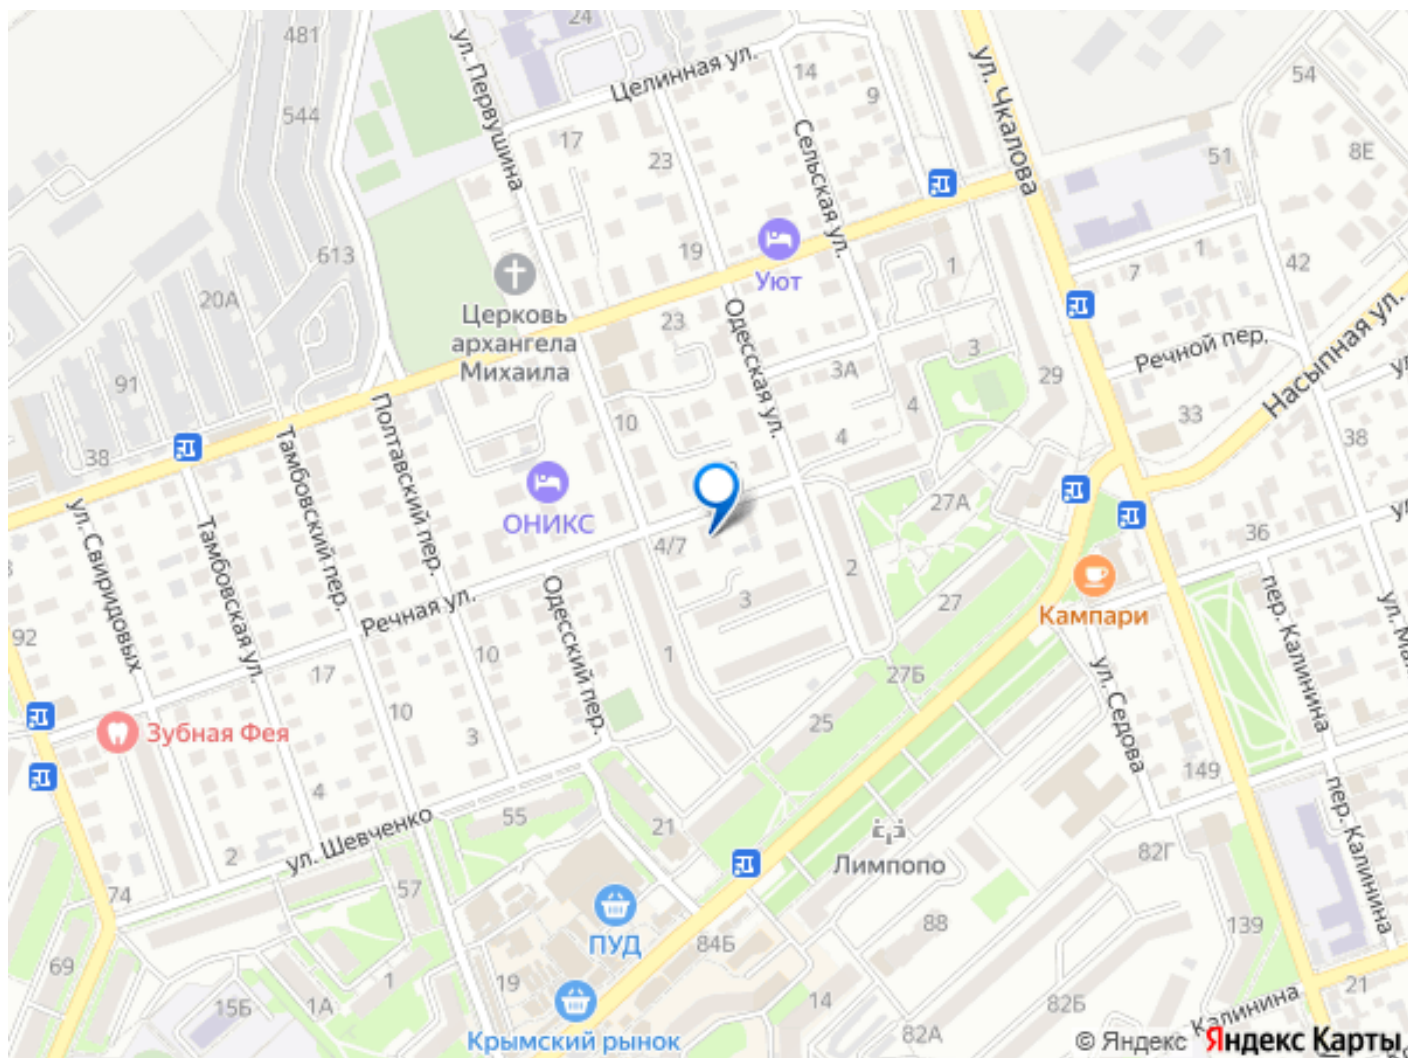 24
481
ул. Первушина
Целинная ул.
14
9
ул. Чкалова
54
544
17
23
Сельская ул.
51
8Е
613
19
Уют
1
7
1
42
20А
Церковь
архангела
Михаила
23
Одесская ул.
3А
3
29
Речной пер.
Насыпная ул.
91
Полтавский пер.
10
4
4
33
38
38
Тамбовский пер.
ОНИКС
27А
ул. Свиридовых
Тамбовская ул.
4/7
2
36
Речная ул.
Одесский пер.
3
27
Кампари
пер. Калинина
92
17
10
1
27Б
ул. Седова
Зубная Фея
10
3
25
149
4
55
21
Лимпопо
82Г
пер. Калинина
ул. Шевченко
2
74
57
ПУД
84Б
88
139
69
1
19
14
82Б
21
15Б
1А
Крымский рынок
82А
Калинина
© Яндекс Яндекс Карты